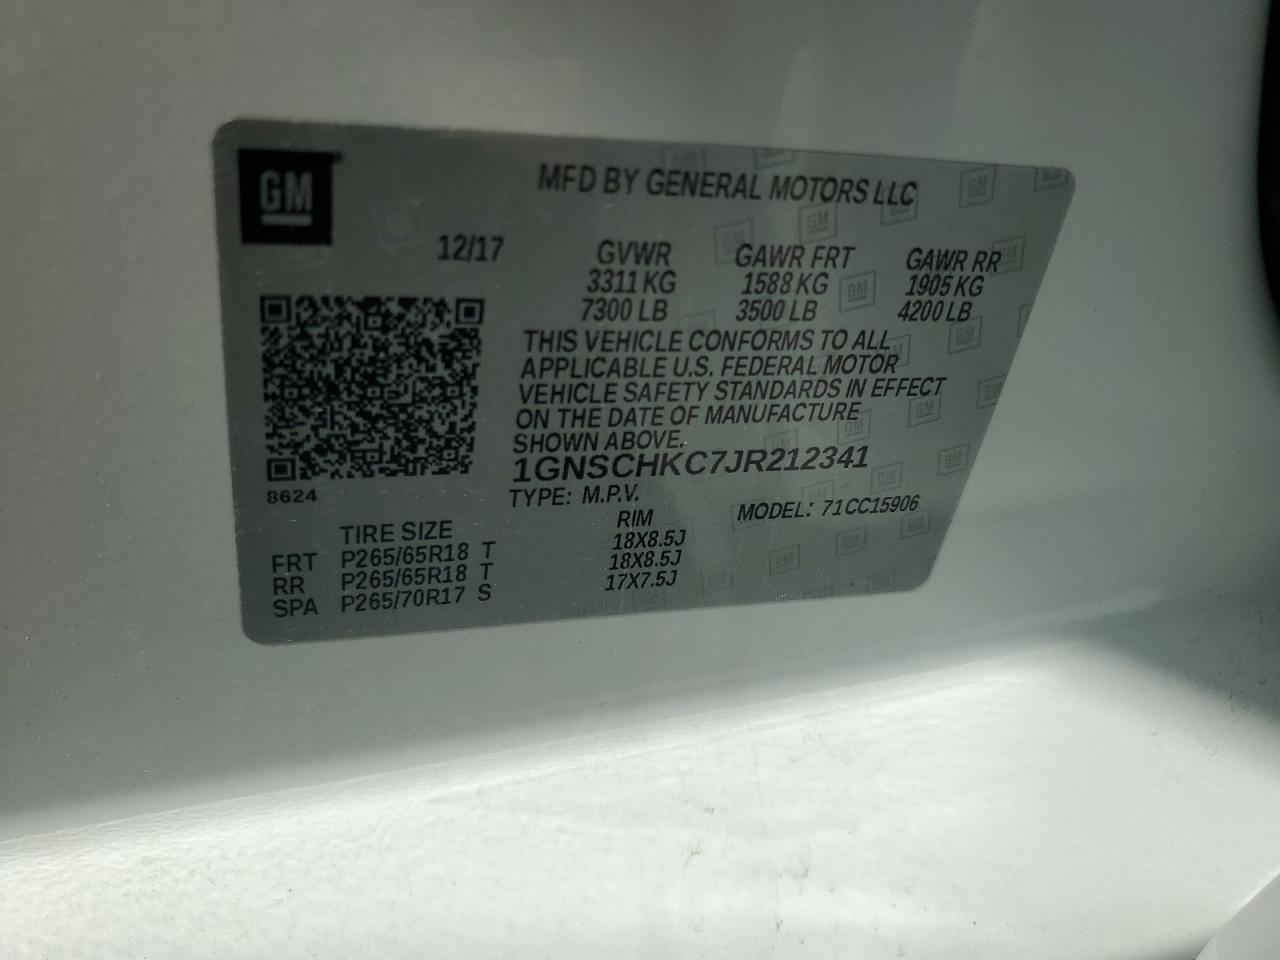 GM
MFD BY GENERAL MOTORS LLC
12/17 GVWR GAWR FRT GAWR RR
3311 KG 1588 KG 1905 KG
7300 LB 3500 LB 4200 LB
THIS VEHICLE CONFORMS TO ALL
APPLICABLE U.S. FEDERAL MOTOR
VEHICLE SAFETY STANDARDS IN EFFECT
ON THE DATE OF MANUFACTURE
SHOWN ABOVE.
1GNSCHKC7JR212341
8624
TYPE: M.P.V. MODEL: 71CC15906
TIRE SIZE RIM
FRT P265/65R18 T 18X8.5J
RR P265/65R18 T 18X8.5J
SPA P265/70R17 S 17X7.5J